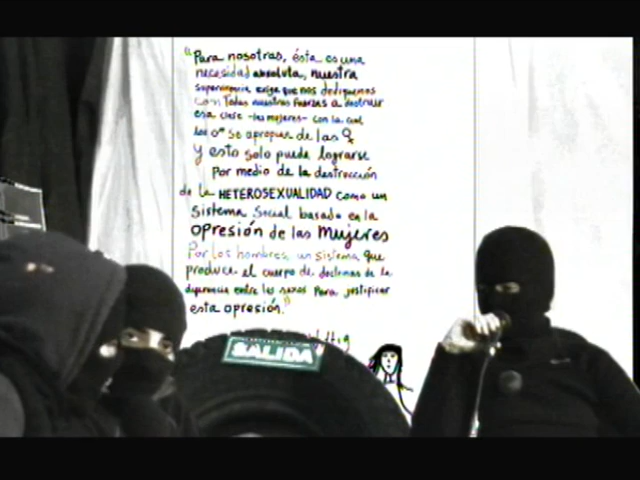 "Para nosotras, ésta es una
necesidad absoluta, nuestra
supervivencia exige que nos dediquemos
con todas nuestras fuerzas a destruir
esa clase -las mujeres- con la cual
los ♂ se apropian de las ♀
y esto solo puede lograrse
Por medio de la destrucción
de la HETEROSEXUALIDAD como un
sistema social basado en la
opresión de las Mujeres
Por los hombres, un sistema que
produce el cuerpo de doctrinas de la
diferencia entre los sexos Para justificar
esta opresión."
SALIDA